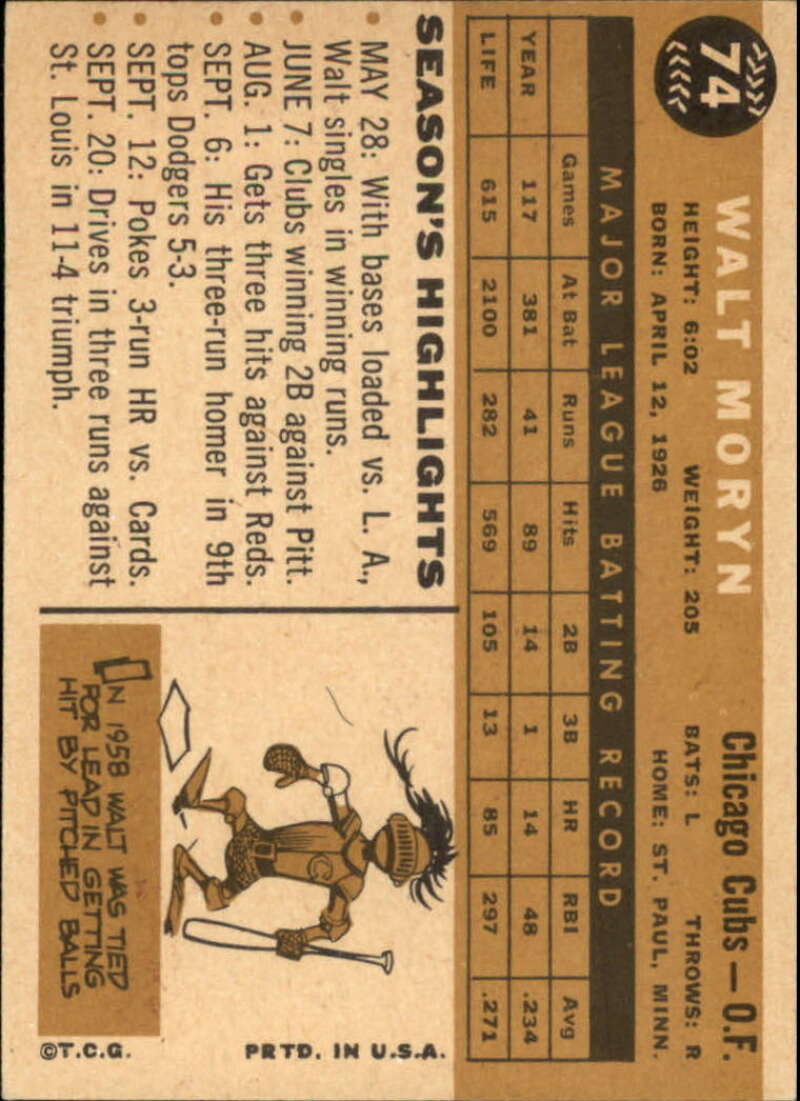 74
WALT MORYN
Chicago Cubs — O.F.
HEIGHT: 6:02 WEIGHT: 205 BATS: L THROWS: R
BORN: APRIL 12, 1926 HOME: ST. PAUL, MINN.
MAJOR LEAGUE BATTING RECORD
Games At Bat Runs Hits 2B 3B HR RBI Avg
YEAR 117 381 41 89 14 1 14 48 .234
LIFE 615 2100 282 569 105 13 85 297 .271
SEASON'S HIGHLIGHTS
• MAY 28: With bases loaded vs. L. A.,
Walt singles in winning runs.
• JUNE 7: Clubs winning 2B against Pitt.
• AUG. 1: Gets three hits against Reds.
• SEPT. 6: His three-run homer in 9th
tops Dodgers 5-3.
• SEPT. 12: Pokes 3-run HR vs. Cards.
• SEPT. 20: Drives in three runs against
St. Louis in 11-4 triumph.
C
IN 1958 WALT WAS TIED
FOR LEAD IN GETTING
HIT BY PITCHED BALLS
PRTD. IN U.S.A.
©T.C.G.